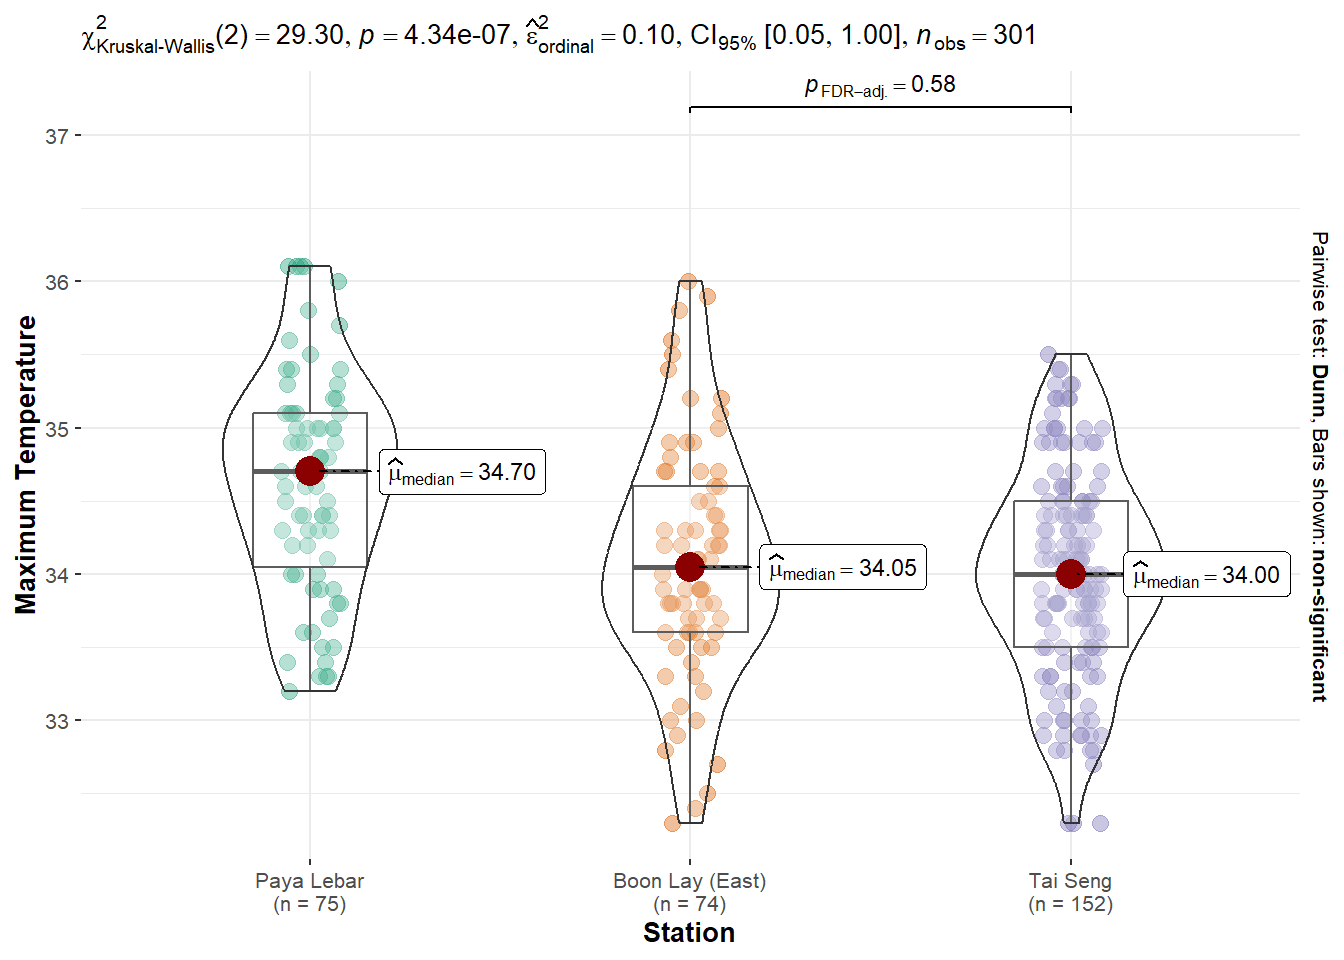 χ²Kruskal-Wallis(2) = 29.30, p = 4.34e-07, ε̂²ordinal = 0.10, CI95% [0.05, 1.00], nobs = 301
pFDR–adj. = 0.58
37
36
35
34
33
Maximum Temperature
μ̂median = 34.70
μ̂median = 34.05
μ̂median = 34.00
Pairwise test: Dunn, Bars shown: non-significant
Paya Lebar
(n = 75)
Boon Lay (East)
(n = 74)
Tai Seng
(n = 152)
Station